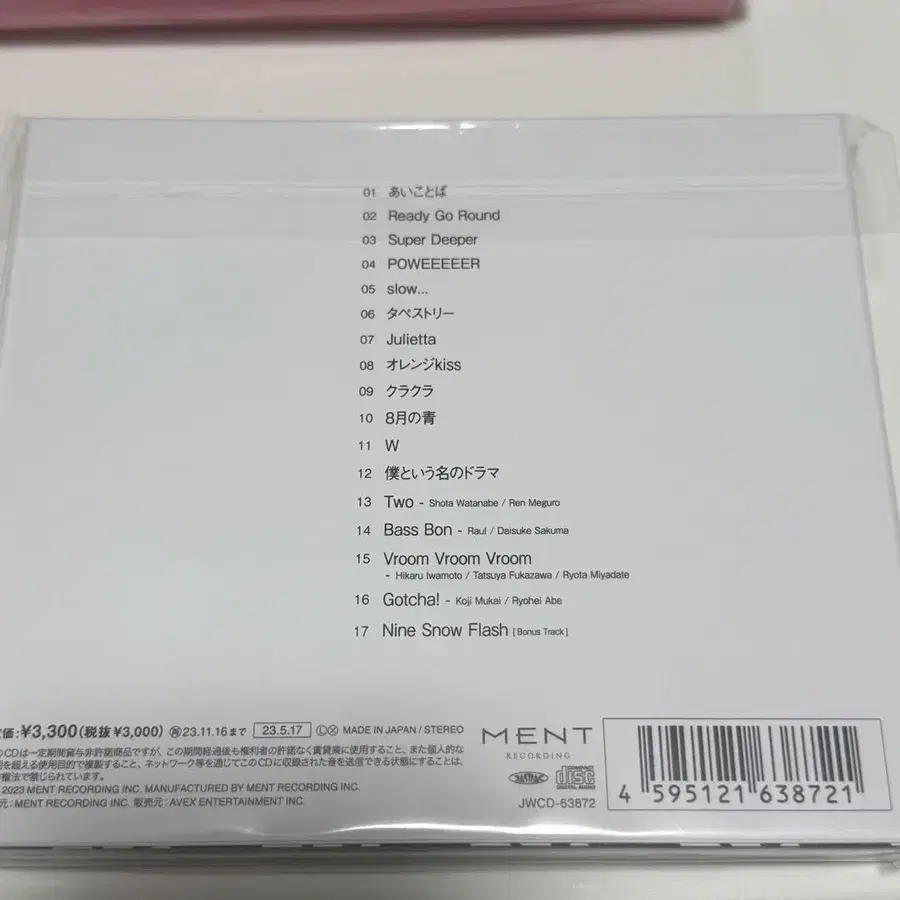 01 あいことば
02 Ready Go Round
03 Super Deeper
04 POWEEEEER
05 slow...
06 タペストリー
07 Julietta
08 オレンジkiss
09 クラクラ
10 8月の青
11 W
12 僕という名のドラマ
13 Two - Shota Watanabe / Ren Meguro
14 Bass Bon - Raul / Daisuke Sakuma
15 Vroom Vroom Vroom
- Hikaru Iwamoto / Tatsuya Fukazawa / Ryota Miyadate
16 Gotcha! - Koji Mukai / Ryohei Abe
17 Nine Snow Flash [Bonus Track]
価:¥3,300(税抜¥3,000) 23.11.16まで 23.5.17 ⓁⓍ MADE IN JAPAN / STEREO
のCDは一定期間貸与非許諾商品ですが、この期間経過後も権利者の許諾なく賃貸業に使用すること、また個人的な
を超える使用目的で複製すること、ネットワーク等を通じてこのCDに収録された音を送信できる状態にすることは、
権法で禁じられています。
2023 MENT RECORDING INC. MANUFACTURED BY MENT RECORDING INC.
元:MENT RECORDING INC. 販売元:AVEX ENTERTAINMENT INC.
MENT
RECORDING
JASRAC
COMPACT
disc
DIGITAL AUDIO
JWCD-63872
4 595121 638721